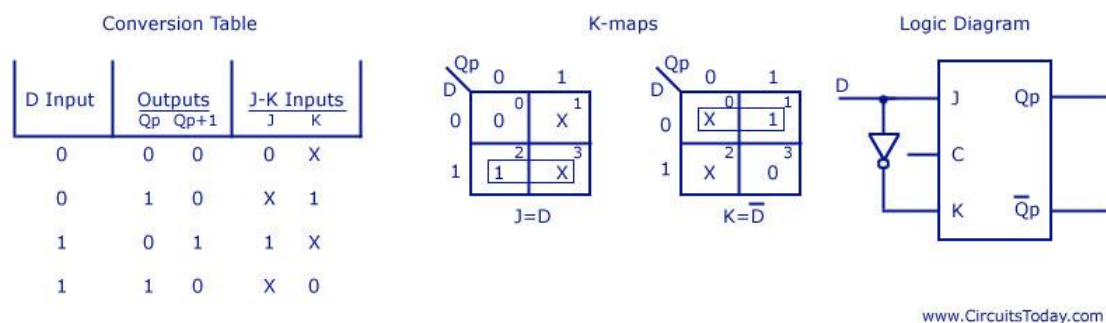 Conversion Table
D Input Outputs J-K Inputs
Qp Qp+1 J K
0 0 0 0 X
0 1 0 X 1
1 0 1 1 X
1 1 0 X 0
K-maps
Qp
D 0 1
0 0 0 X 1
1 1 2 X 3
J=D
Qp
D 0 1
0 X 0 1 1
1 X 2 0 3
K=D̅
Logic Diagram
D J Qp
C
K Q̅p
www.CircuitsToday.com